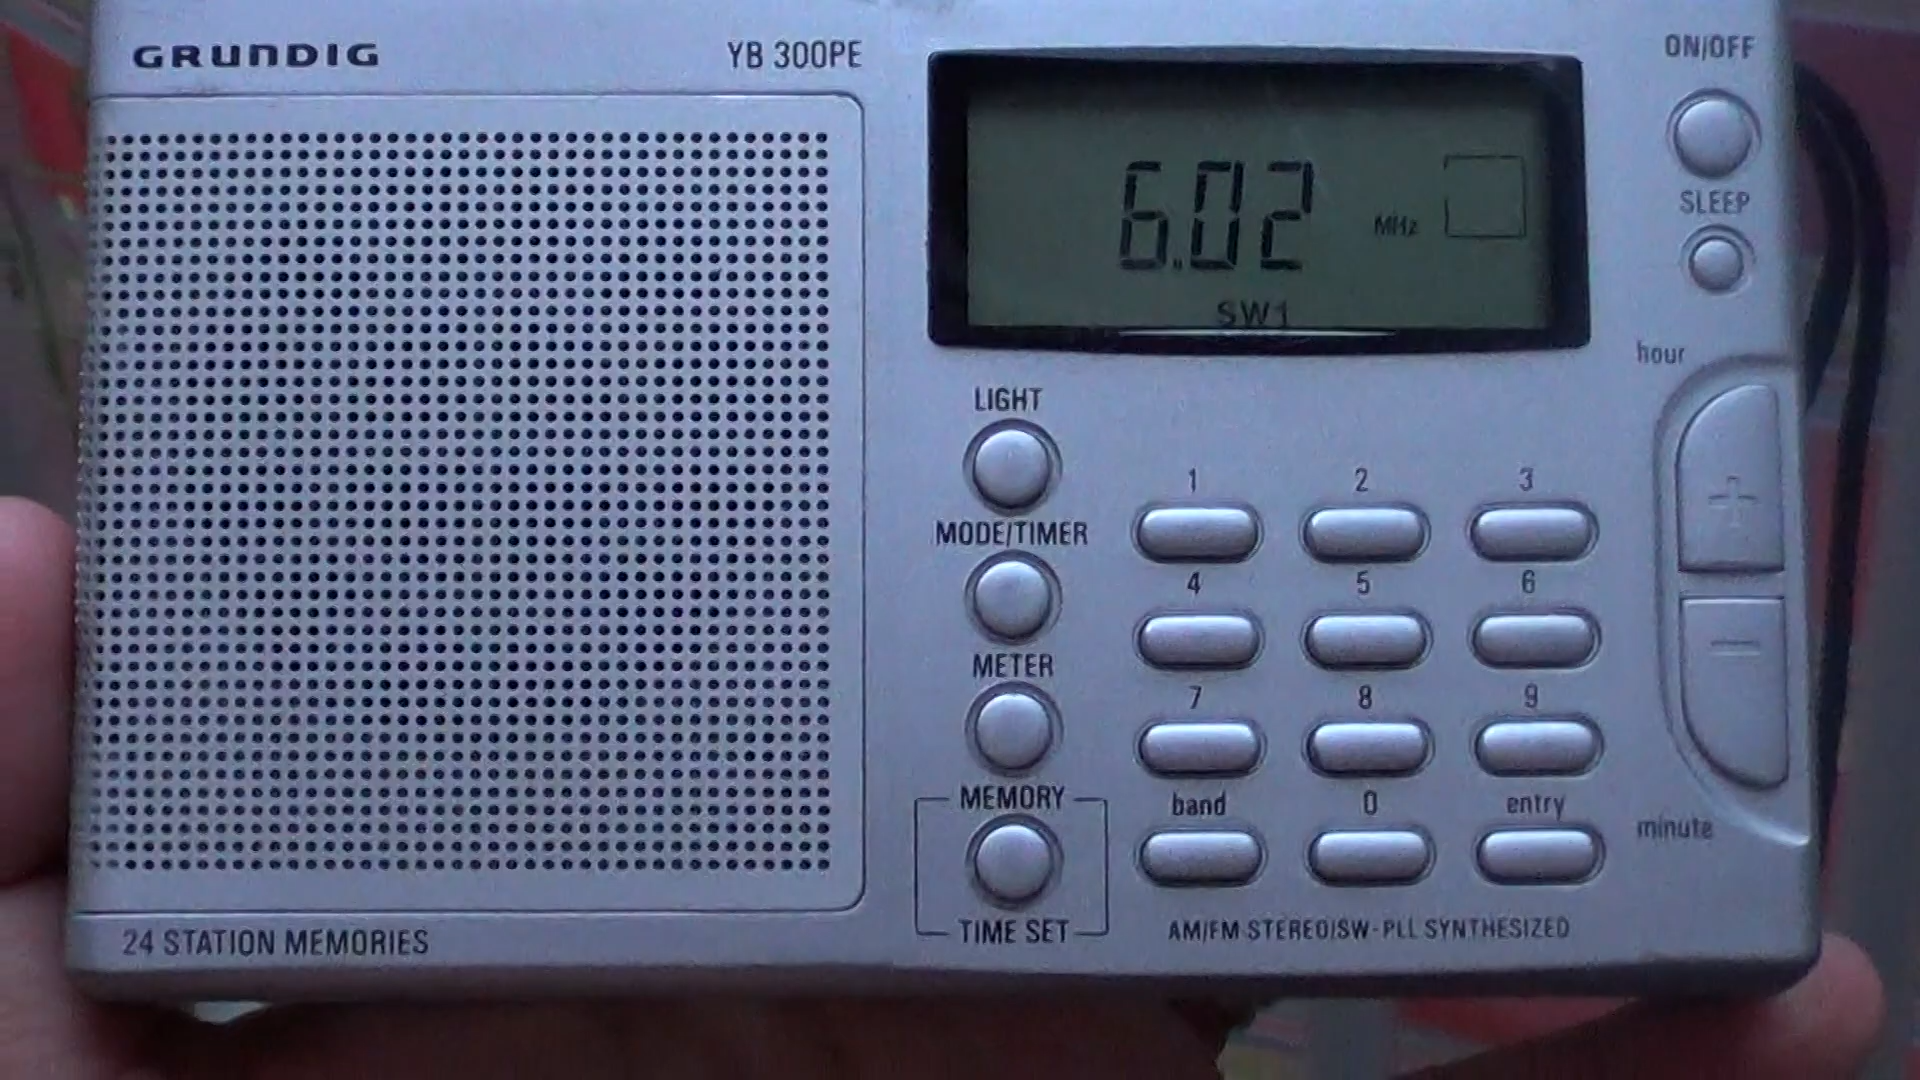 GRUNDIG
YB 300PE
ON/OFF
6.02 MHz
SW1
SLEEP
hour
LIGHT
MODE/TIMER
1 2 3
4 5 6
METER
7 8 9
MEMORY
band 0 entry
minute
TIME SET
24 STATION MEMORIES
AM/FM STEREO/SW-PLL SYNTHESIZED
+
−